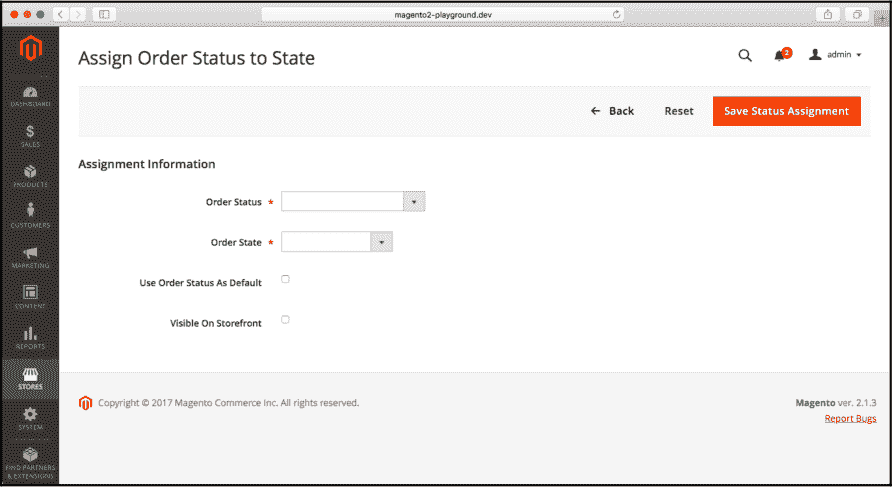 magento2-playground.dev
Assign Order Status to State
2
admin
Back
Reset
Save Status Assignment
DASHBOARD
SALES
PRODUCTS
CUSTOMERS
MARKETING
CONTENT
REPORTS
STORES
SYSTEM
FIND PARTNERS
& EXTENSIONS
Assignment Information
Order Status *
Order State *
Use Order Status As Default
Visible On Storefront
Copyright © 2017 Magento Commerce Inc. All rights reserved.
Magento ver. 2.1.3
Report Bugs